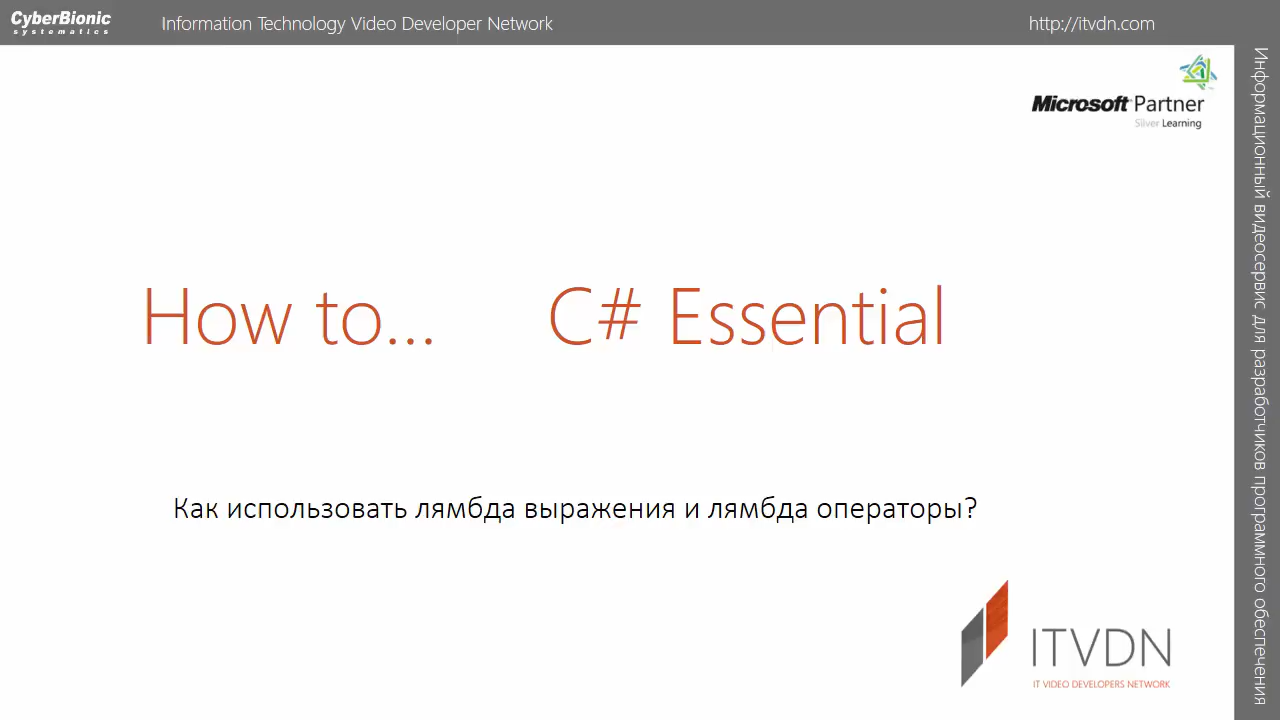 CyberBionic
systematics
Information Technology Video Developer Network
http://itvdn.com
Microsoft Partner
Silver Learning
How to... C# Essential
Как использовать лямбда выражения и лямбда операторы?
ITVDN
IT VIDEO DEVELOPERS NETWORK
Информационный видеосервис для разработчиков программного обеспечения